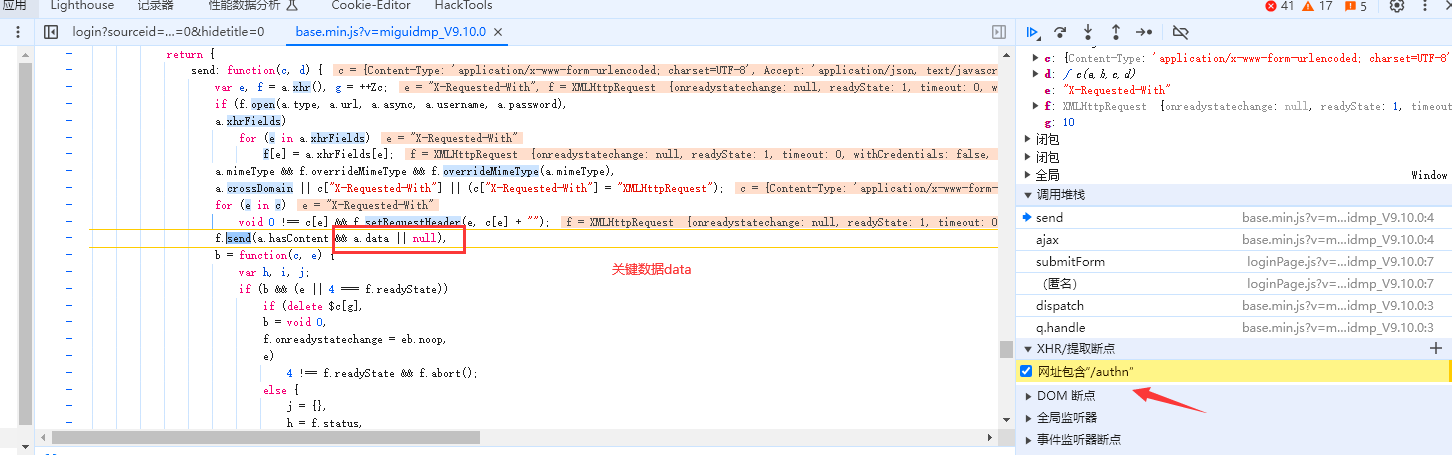 应用 Lighthouse 记录器 性能数据分析 Cookie-Editor HackTools 41 17 5
login?sourceid=...=0&hidetitle=0 base.min.js?v=miguidmp_V9.10.0
return {
send: function(c, d) { c = {Content-Type: 'application/x-www-form-urlencoded; charset=UTF-8', Accept: 'application/json, text/javasc
var e, f = a.xhr(), g = ++Zc; e = "X-Requested-With", f = XMLHttpRequest {onreadystatechange: null, readyState: 1, timeout: 0, w
if (f.open(a.type, a.url, a.async, a.username, a.password),
a.xhrFields)
for (e in a.xhrFields) e = "X-Requested-With"
f[e] = a.xhrFields[e]; f = XMLHttpRequest {onreadystatechange: null, readyState: 1, timeout: 0, withCredentials: false,
a.mimeType && f.overrideMimeType && f.overrideMimeType(a.mimeType),
a.crossDomain || c["X-Requested-With"] || (c["X-Requested-With"] = "XMLHttpRequest"); c = {Content-Type: 'application/x-www-form-
for (e in c) e = "X-Requested-With"
void 0 !== c[e] && f.setRequestHeader(e, c[e] + ""); f = XMLHttpRequest {onreadystatechange: null, readyState: 1, timeout: 0
f.send(a.hasContent && a.data || null),
b = function(c, e) {
关键数据data
var h, i, j;
if (b && (e || 4 === f.readyState))
if (delete $c[g],
b = void 0,
f.onreadystatechange = eb.noop,
e)
4 !== f.readyState && f.abort();
else {
j = {},
h = f.status,
c: {Content-Type: 'application/x-www-form-urlencoded; charset=UTF-8'
d: ƒ c(a,b,c,d)
e: "X-Requested-With"
f: XMLHttpRequest {onreadystatechange: null, readyState: 1, timeout:
g: 10
闭包
闭包
全局 Window
调用堆栈
send base.min.js?v=m...idmp_V9.10.0:4
ajax base.min.js?v=m...idmp_V9.10.0:4
submitForm loginPage.js?v=m...idmp_V9.10.0:7
（匿名） loginPage.js?v=m...idmp_V9.10.0:7
dispatch base.min.js?v=m...idmp_V9.10.0:3
q.handle base.min.js?v=m...idmp_V9.10.0:3
XHR/提取断点
网址包含"/authn"
DOM 断点
全局监听器
事件监听器断点